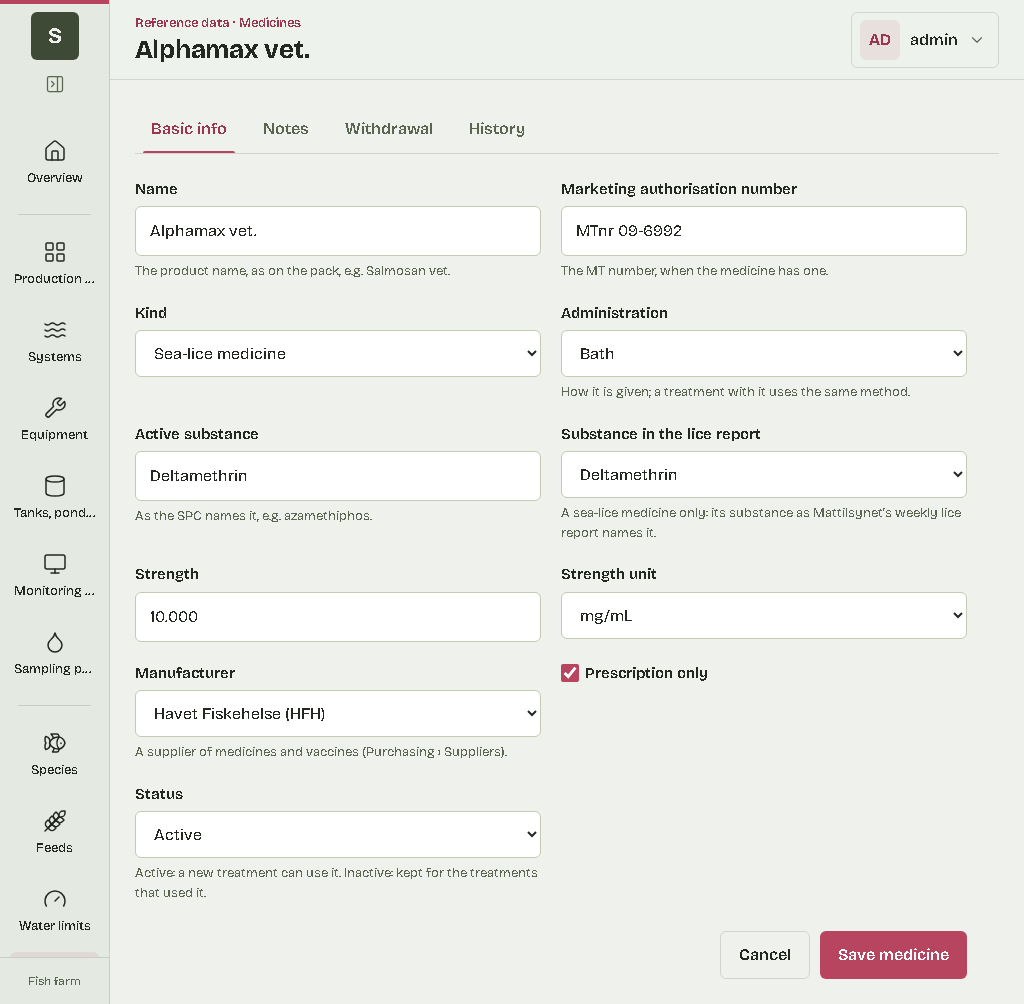 S
Reference data · Medicines
Alphamax vet.
AD
admin
Overview
Production ...
Systems
Equipment
Tanks, pond...
Monitoring ...
Sampling p...
Species
Feeds
Water limits
Fish farm
Basic info
Notes
Withdrawal
History
Name
Alphamax vet.
The product name, as on the pack, e.g. Salmosan vet.
Marketing authorisation number
MTnr 09-6992
The MT number, when the medicine has one.
Kind
Sea-lice medicine
Administration
Bath
How it is given; a treatment with it uses the same method.
Active substance
Deltamethrin
As the SPC names it, e.g. azamethiphos.
Substance in the lice report
Deltamethrin
A sea-lice medicine only: its substance as Mattilsynet's weekly lice
report names it.
Strength
10.000
Strength unit
mg/mL
Manufacturer
Havet Fiskehelse (HFH)
A supplier of medicines and vaccines (Purchasing › Suppliers).
Prescription only
Status
Active
Active: a new treatment can use it. Inactive: kept for the treatments
that used it.
Cancel
Save medicine